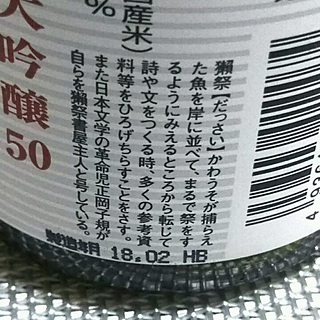 獺祭【だっさい】かわうそが捕らえ
た魚を岸に並べて、まるで祭をす
るようにみえるところから転じて
詩や文をつくる時、多くの参考資
料等をひろげちらすことをさす。
また日本文学の革命児正岡子規が
自らを獺祭書屋主人と号している。
国産米)
%
大吟醸
50
製造年月 18.02 HB